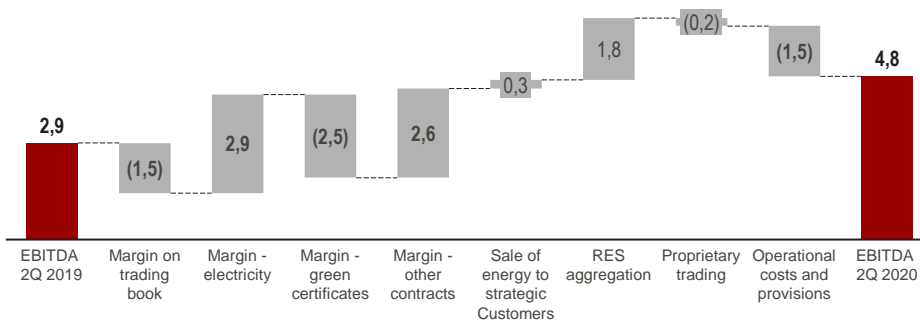 2,9
(1,5)
2,9
(2,5)
2,6
0,3
1,8
(0,2)
(1,5)
4,8
EBITDA
2Q 2019
Margin on
trading
book
Margin -
electricity
Margin -
green
certificates
Margin -
other
contracts
Sale of
energy to
strategic
Customers
RES
aggregation
Proprietary
trading
Operational
costs and
provisions
EBITDA
2Q 2020